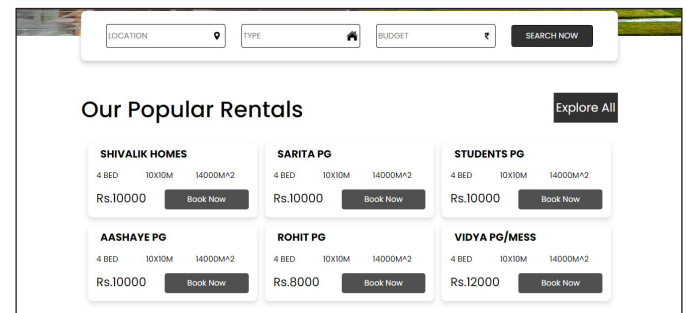 LOCATION TYPE BUDGET ₹ SEARCH NOW
Our Popular Rentals Explore All
SHIVALIK HOMES SARITA PG STUDENTS PG
4 BED 10X10M 14000M^2 4 BED 10X10M 14000M^2 4 BED 10X10M 14000M^2
Rs.10000 Book Now Rs.10000 Book Now Rs.10000 Book Now
AASHAYE PG ROHIT PG VIDYA PG/MESS
4 BED 10X10M 14000M^2 4 BED 10X10M 14000M^2 4 BED 10X10M 14000M^2
Rs.10000 Book Now Rs.8000 Book Now Rs.12000 Book Now